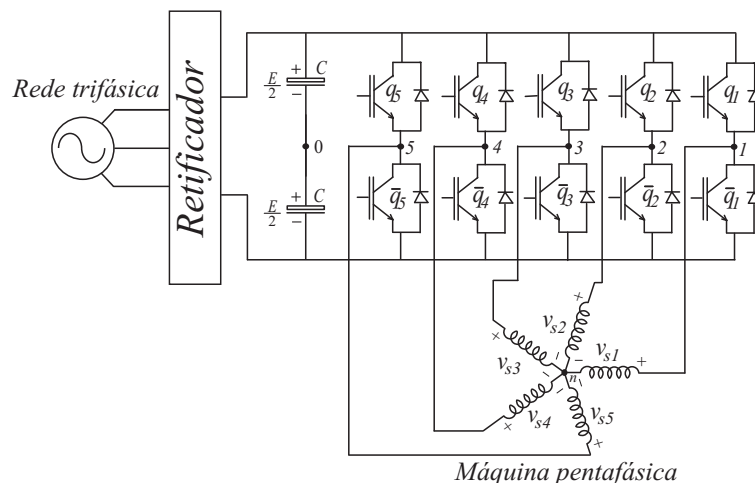 Rede trifásica
Retificador
E/2 + − C
0
E/2 + − C
q5 q4 q3 q2 q1
5 4 3 2 1
q̄5 q̄4 q̄3 q̄2 q̄1
+ vs2 −
vs1 +
+ vs3 −
n −
+ vs4 −
− vs5 +
Máquina pentafásica